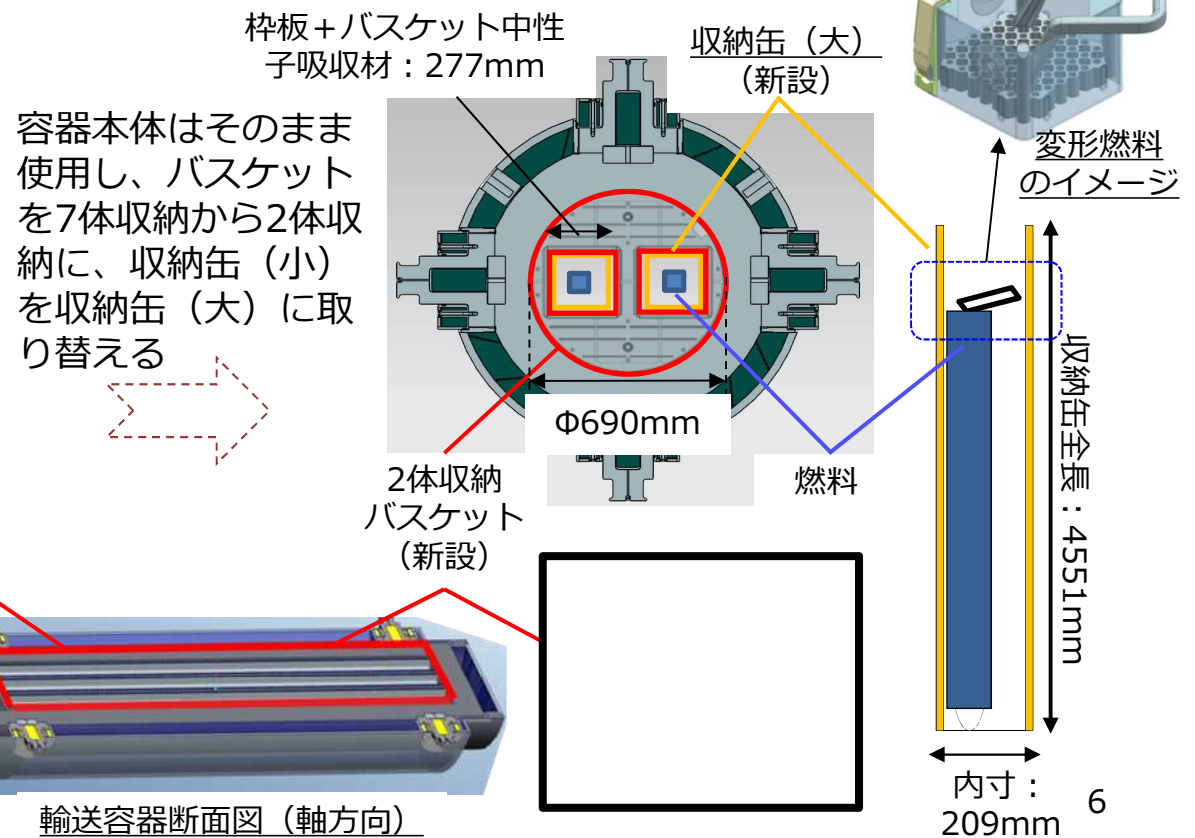 枠板＋バスケット中性
子吸収材：277mm
収納缶（大）
（新設）
容器本体はそのまま
使用し、バスケット
を7体収納から2体収
納に、収納缶（小）
を収納缶（大）に取
り替える
変形燃料
のイメージ
Φ690mm
2体収納
バスケット
（新設）
燃料
収納缶全長：4551mm
内寸：
209mm
輸送容器断面図（軸方向）
6